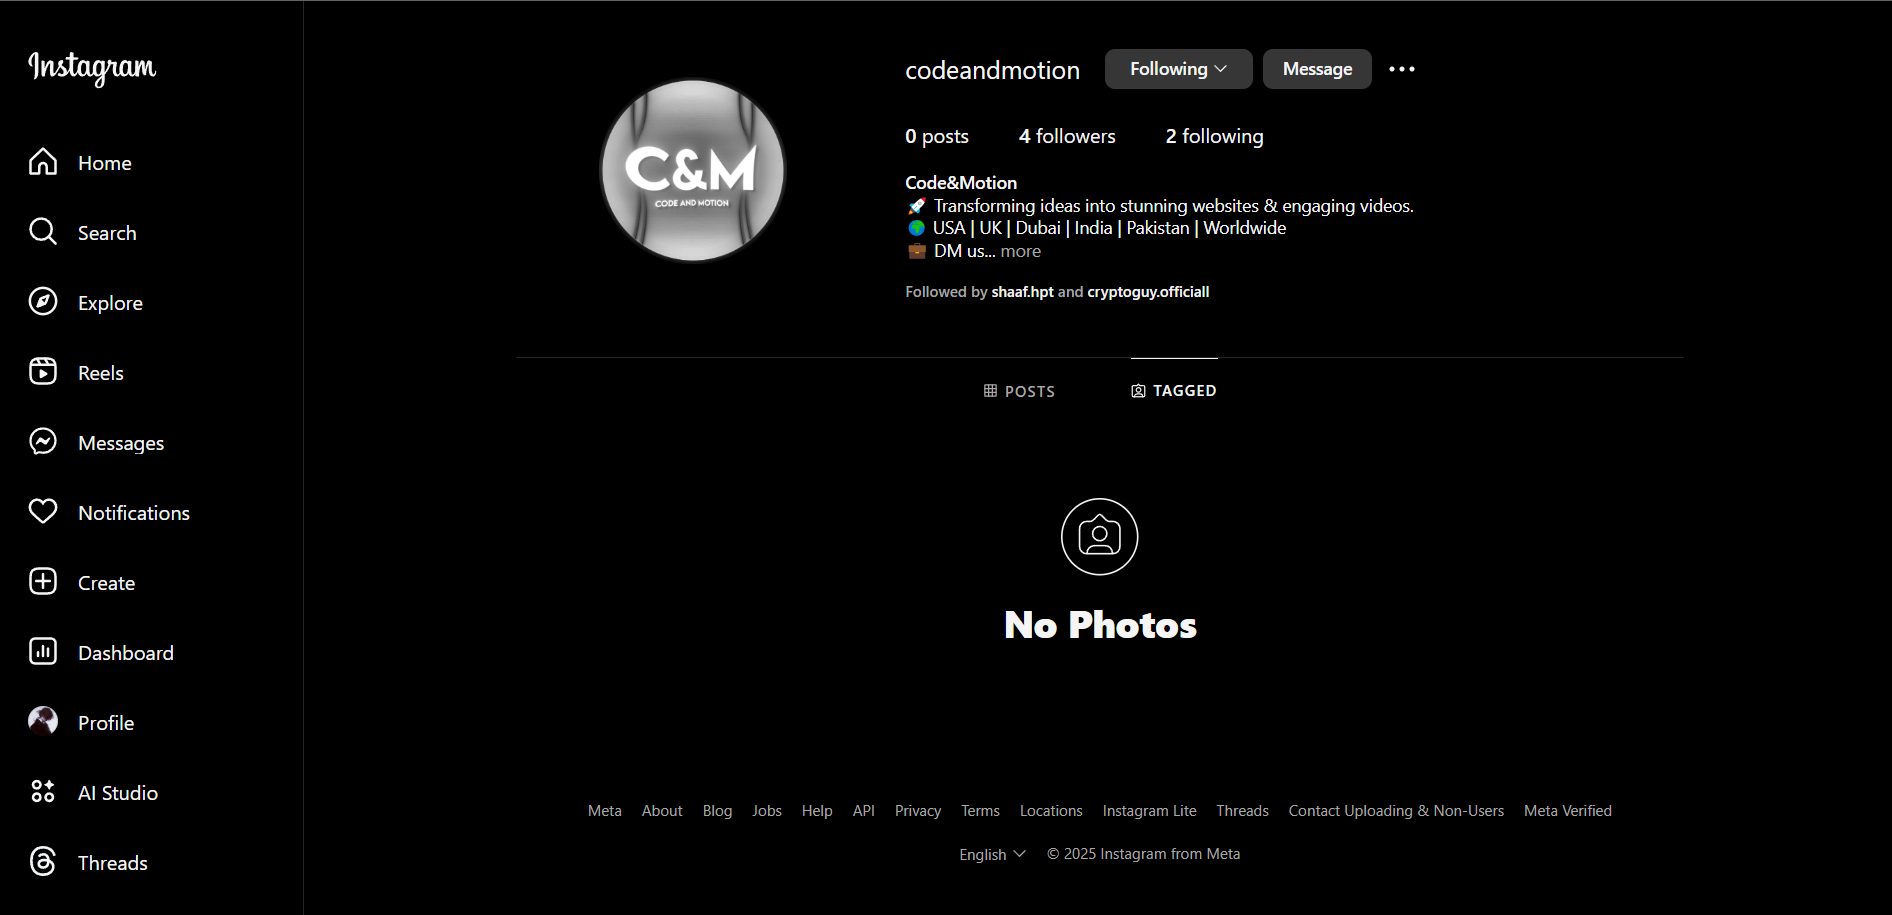 Instagram
Home
Search
Explore
Reels
Messages
Notifications
Create
Dashboard
Profile
AI Studio
Threads
C&M
CODE AND MOTION
codeandmotion
Following
Message
0 posts 4 followers 2 following
Code&Motion
🚀 Transforming ideas into stunning websites & engaging videos.
🌍 USA | UK | Dubai | India | Pakistan | Worldwide
💼 DM us... more
Followed by shaaf.hpt and cryptoguy.officiall
POSTS
TAGGED
No Photos
Meta About Blog Jobs Help API Privacy Terms Locations Instagram Lite Threads Contact Uploading & Non-Users Meta Verified
English © 2025 Instagram from Meta